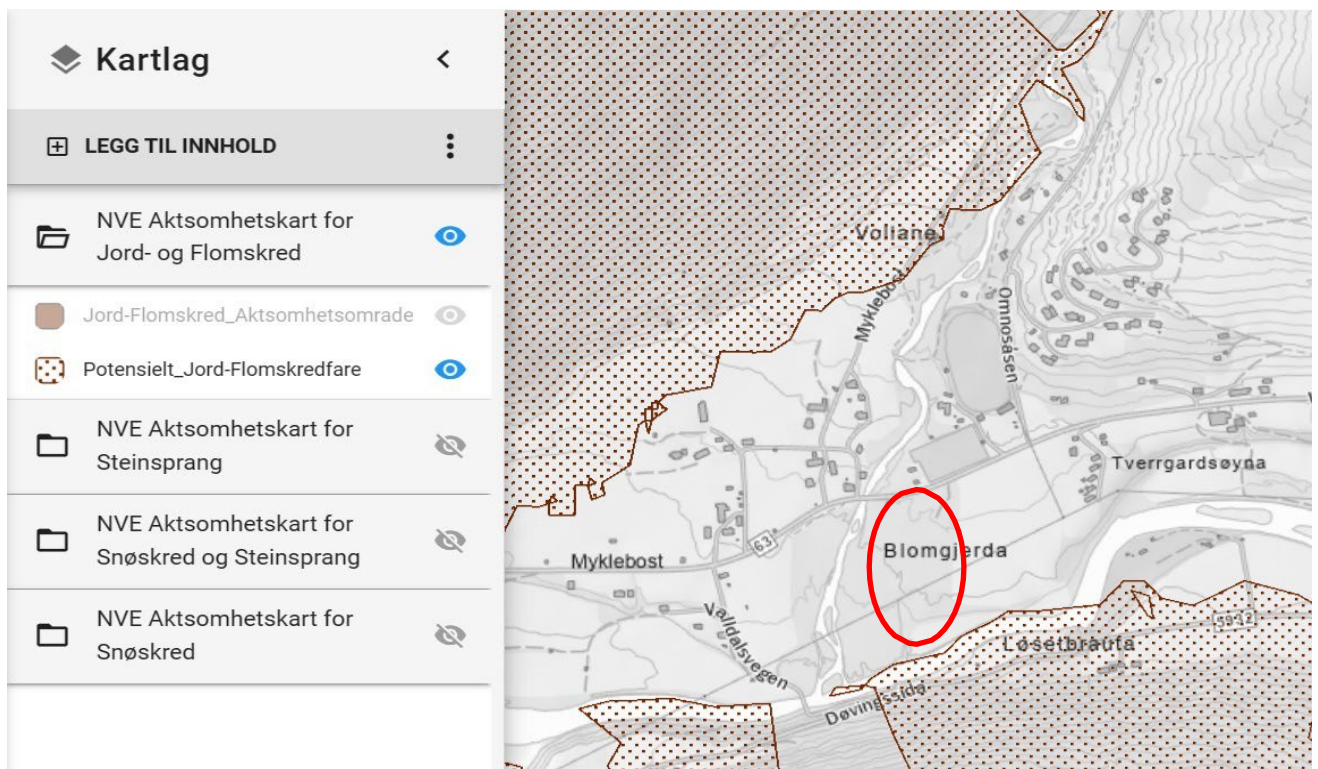 Kartlag
LEGG TIL INNHOLD
NVE Aktsomhetskart for
Jord- og Flomskred
Jord-Flomskred_Aktsomhetsomrade
Potensielt_Jord-Flomskredfare
NVE Aktsomhetskart for
Steinsprang
NVE Aktsomhetskart for
Snøskred og Steinsprang
NVE Aktsomhetskart for
Snøskred
Vollane
Myklebost
Omnosåsen
Tverrgardsøyna
63
Blomgjerda
Myklebost
Valldalsvegen
5932
Løsetbrauta
Døvingssida